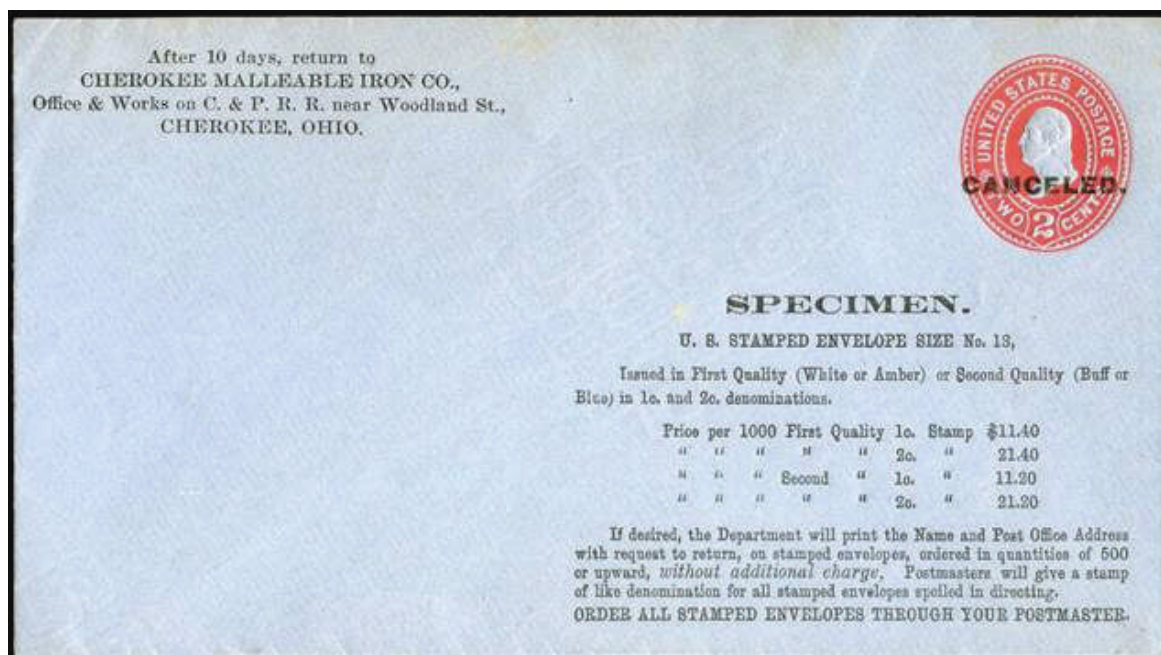 After 10 days, return to
CHEROKEE MALLEABLE IRON CO.,
Office & Works on C. & P. R. R. near Woodland St.,
CHEROKEE, OHIO.
UNITED STATES POSTAGE
CANCELED.
TWO 2 CENTS
SPECIMEN.
U. S. STAMPED ENVELOPE SIZE No. 13,
Issued in First Quality (White or Amber) or Second Quality (Buff or
Blue) in 1c. and 2c. denominations.
Price per 1000 First Quality 1c. Stamp $11.40
" " " " " 2c. " 21.40
" " " Second " 1c. " 11.20
" " " " " 2c. " 21.20
If desired, the Department will print the Name and Post Office Address
with request to return, on stamped envelopes, ordered in quantities of 500
or upward, without additional charge. Postmasters will give a stamp
of like denomination for all stamped envelopes spoiled in directing.
ORDER ALL STAMPED ENVELOPES THROUGH YOUR POSTMASTER.